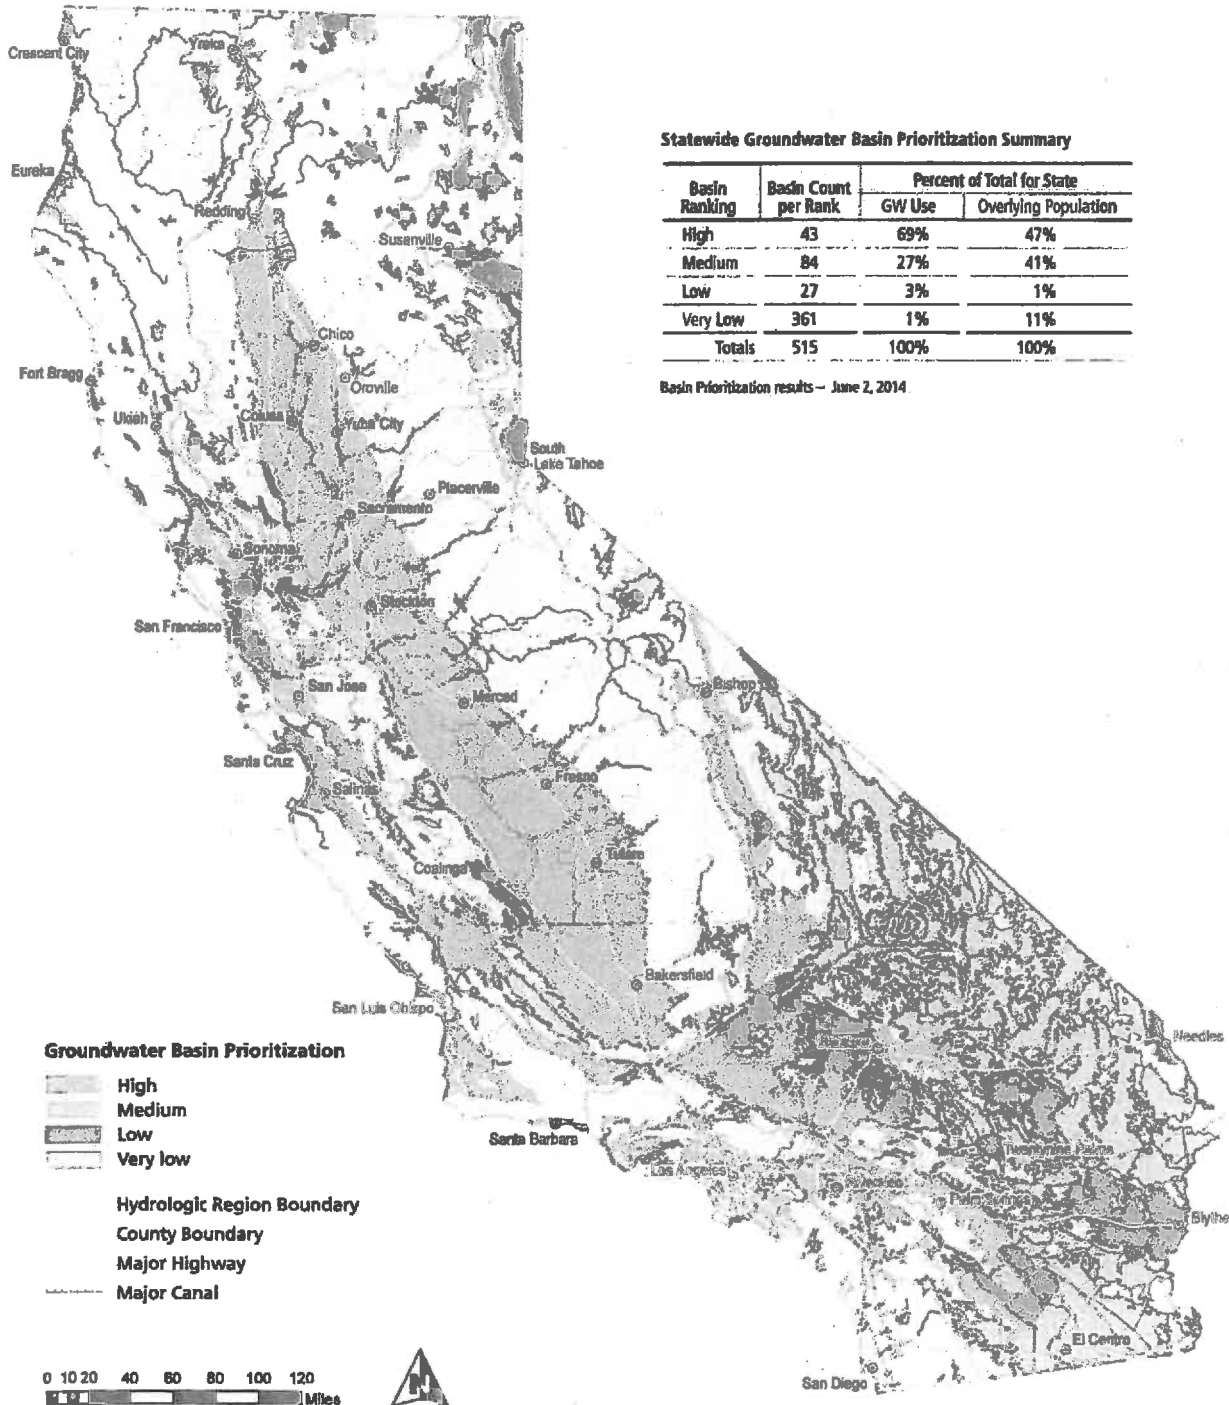 Crescent City
Yreka
Statewide Groundwater Basin Prioritization Summary
Basin Ranking
Basin Count per Rank
Percent of Total for State
GW Use
Overlying Population
High 43 69% 47%
Medium 84 27% 41%
Low 27 3% 1%
Very Low 361 1% 11%
Totals 515 100% 100%
Basin Prioritization results – June 2, 2014
Eureka
Redding
Susanville
Chico
Fort Bragg
Oroville
Ukiah
Colusa
Yuba City
South
Lake Tahoe
Placerville
Sacramento
Sonoma
Stockton
San Francisco
San Jose
Merced
Bishop
Santa Cruz
Fresno
Salinas
Tulare
Coalinga
Bakersfield
San Luis Obispo
Needles
Groundwater Basin Prioritization
High
Medium
Low
Very low
Santa Barbara
Los Angeles
Twentynine Palms
Riverside
Palm Springs
Blythe
Hydrologic Region Boundary
County Boundary
Major Highway
Major Canal
El Centro
San Diego
0 10 20 40 60 80 100 120
Miles
N